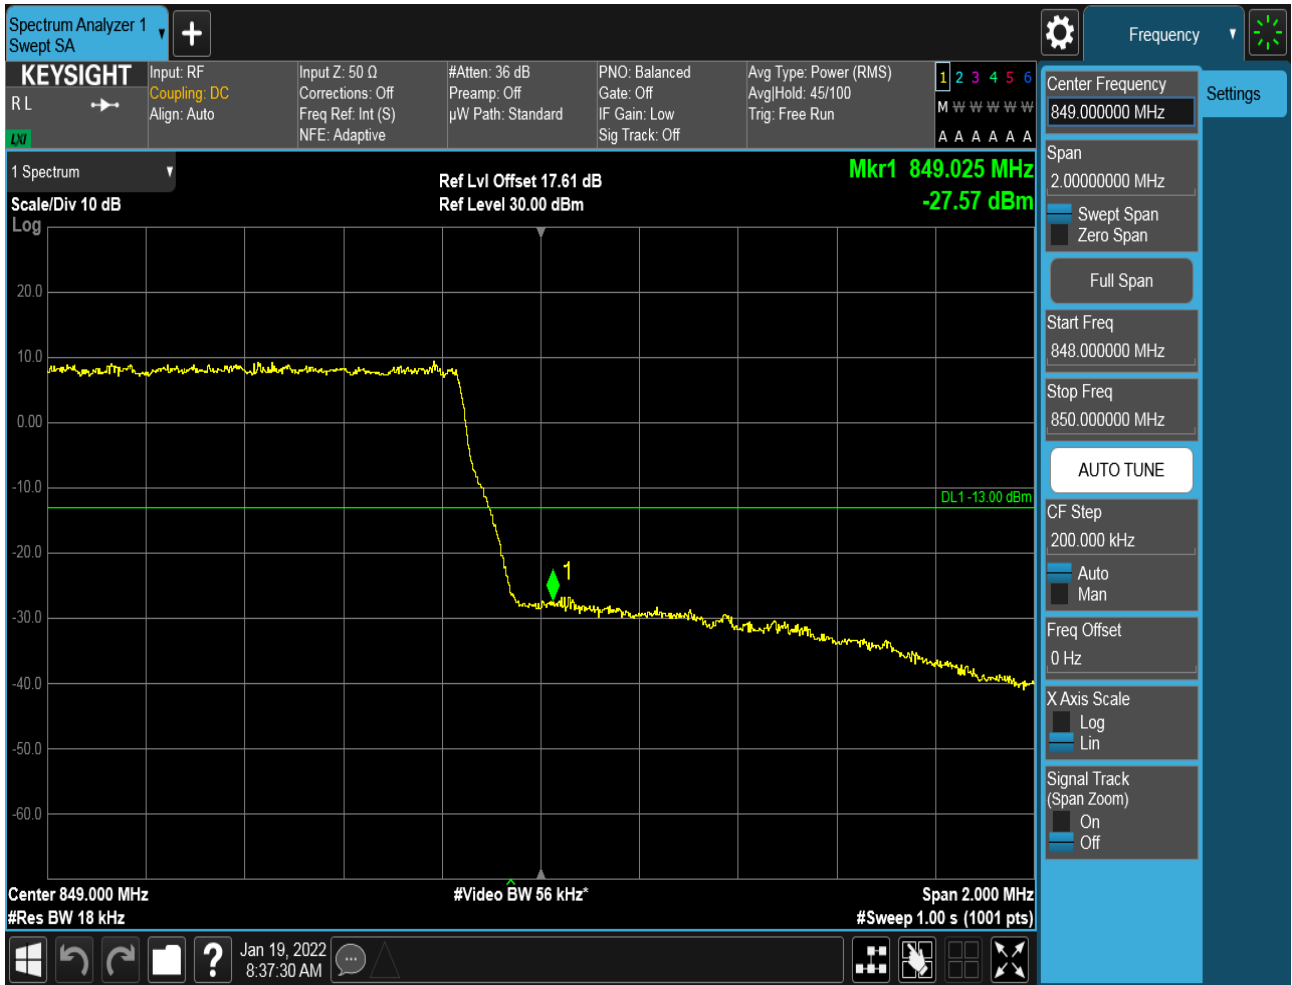 Spectrum Analyzer 1
Swept SA
Frequency
KEYSIGHT
R L
LXI
Input: RF
Coupling: DC
Align: Auto
Input Z: 50 Ω
Corrections: Off
Freq Ref: Int (S)
NFE: Adaptive
#Atten: 36 dB
Preamp: Off
µW Path: Standard
PNO: Balanced
Gate: Off
IF Gain: Low
Sig Track: Off
Avg Type: Power (RMS)
Avg|Hold: 45/100
Trig: Free Run
1 2 3 4 5 6
M W W W W W
A A A A A A
1 Spectrum
Scale/Div 10 dB
Log
Ref Lvl Offset 17.61 dB
Ref Level 30.00 dBm
Mkr1 849.025 MHz
-27.57 dBm
20.0
10.0
0.00
-10.0
-20.0
-30.0
-40.0
-50.0
-60.0
DL1 -13.00 dBm
1
Center 849.000 MHz
#Res BW 18 kHz
#Video BW 56 kHz*
Span 2.000 MHz
#Sweep 1.00 s (1001 pts)
Center Frequency
849.000000 MHz
Settings
Span
2.00000000 MHz
Swept Span
Zero Span
Full Span
Start Freq
848.000000 MHz
Stop Freq
850.000000 MHz
AUTO TUNE
CF Step
200.000 kHz
Auto
Man
Freq Offset
0 Hz
X Axis Scale
Log
Lin
Signal Track
(Span Zoom)
On
Off
?
Jan 19, 2022
8:37:30 AM